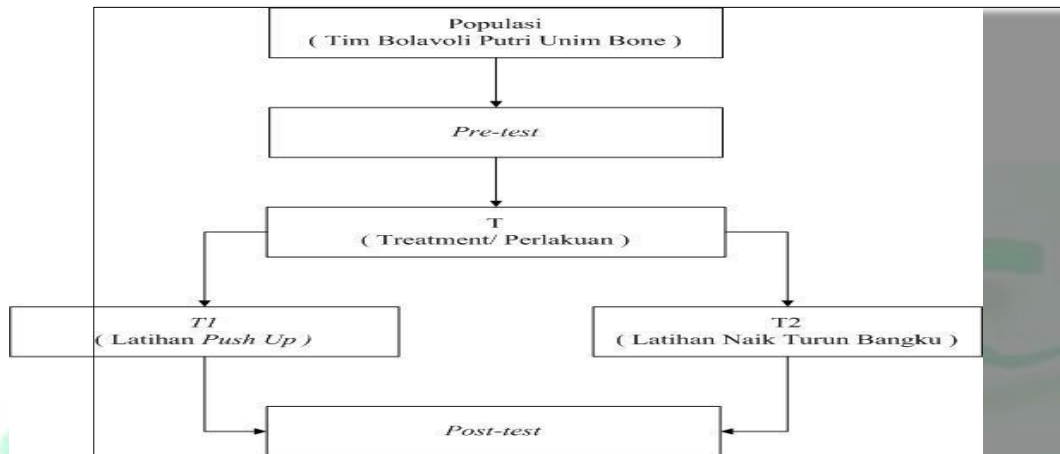 Populasi
( Tim Bolavoli Putri Unim Bone )
Pre-test
T
( Treatment/ Perlakuan )
T1
( Latihan Push Up )
T2
( Latihan Naik Turun Bangku )
Post-test